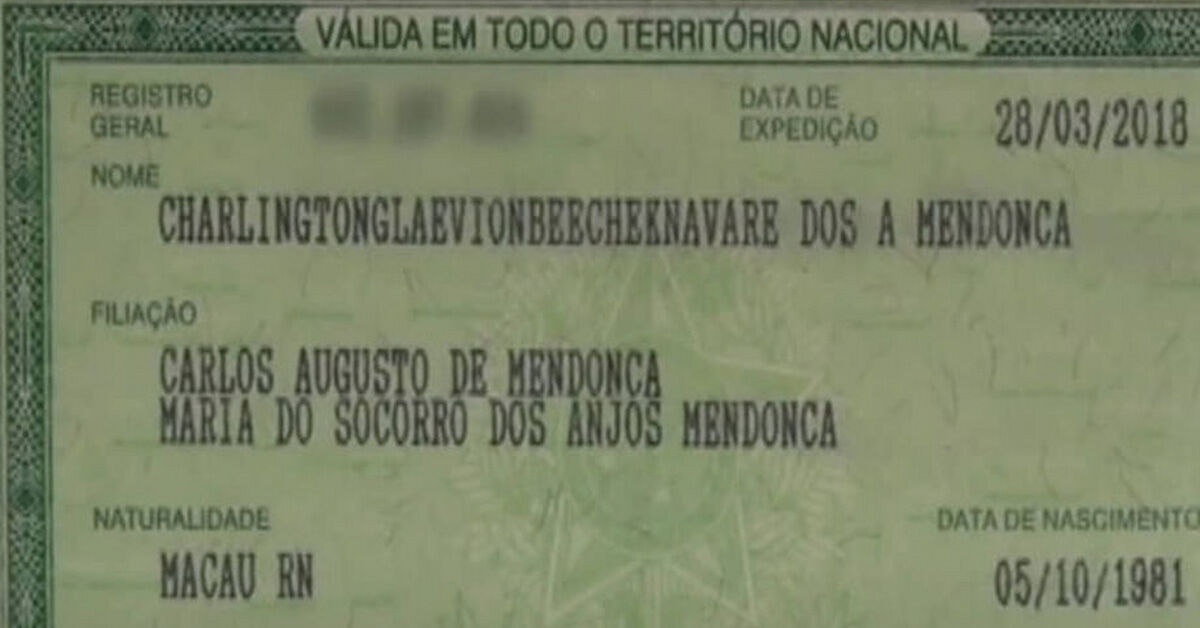 VÁLIDA EM TODO O TERRITÓRIO NACIONAL
REGISTRO GERAL
DATA DE EXPEDIÇÃO 28/03/2018
NOME
CHARLINGTONGLAEVIONBEECHEKNAVARE DOS A MENDONCA
FILIAÇÃO
CARLOS AUGUSTO DE MENDONCA
MARIA DO SOCORRO DOS ANJOS MENDONCA
NATURALIDADE
MACAU RN
DATA DE NASCIMENTO
05/10/1981